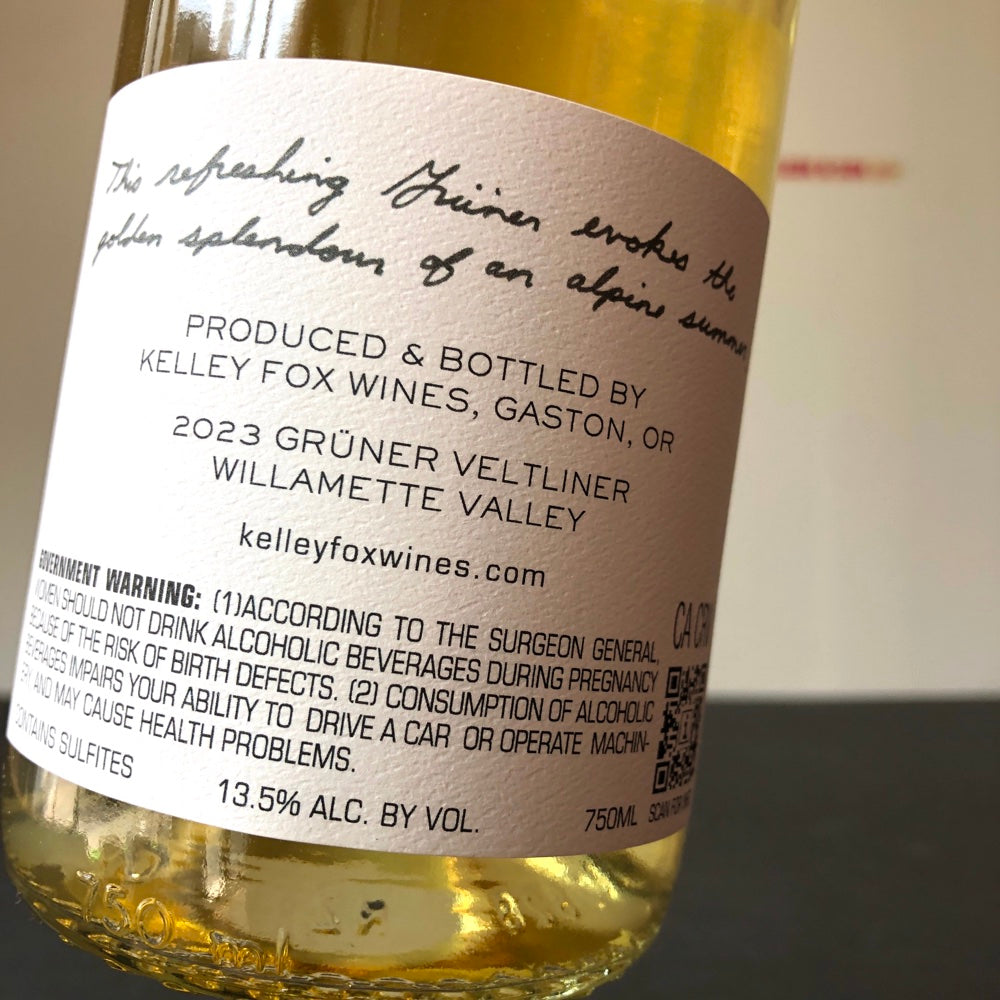 This refreshing Grüner evokes the
golden splendour of an alpine summer
PRODUCED & BOTTLED BY
KELLEY FOX WINES, GASTON, OR
2023 GRÜNER VELTLINER
WILLAMETTE VALLEY
kelleyfoxwines.com
GOVERNMENT WARNING: (1)ACCORDING TO THE SURGEON GENERAL,
WOMEN SHOULD NOT DRINK ALCOHOLIC BEVERAGES DURING PREGNANCY
BECAUSE OF THE RISK OF BIRTH DEFECTS. (2) CONSUMPTION OF ALCOHOLIC
BEVERAGES IMPAIRS YOUR ABILITY TO DRIVE A CAR OR OPERATE MACHIN-
ERY AND MAY CAUSE HEALTH PROBLEMS.
CONTAINS SULFITES
13.5% ALC. BY VOL.
750ML
CA CRV
SCAN FOR
750 ml